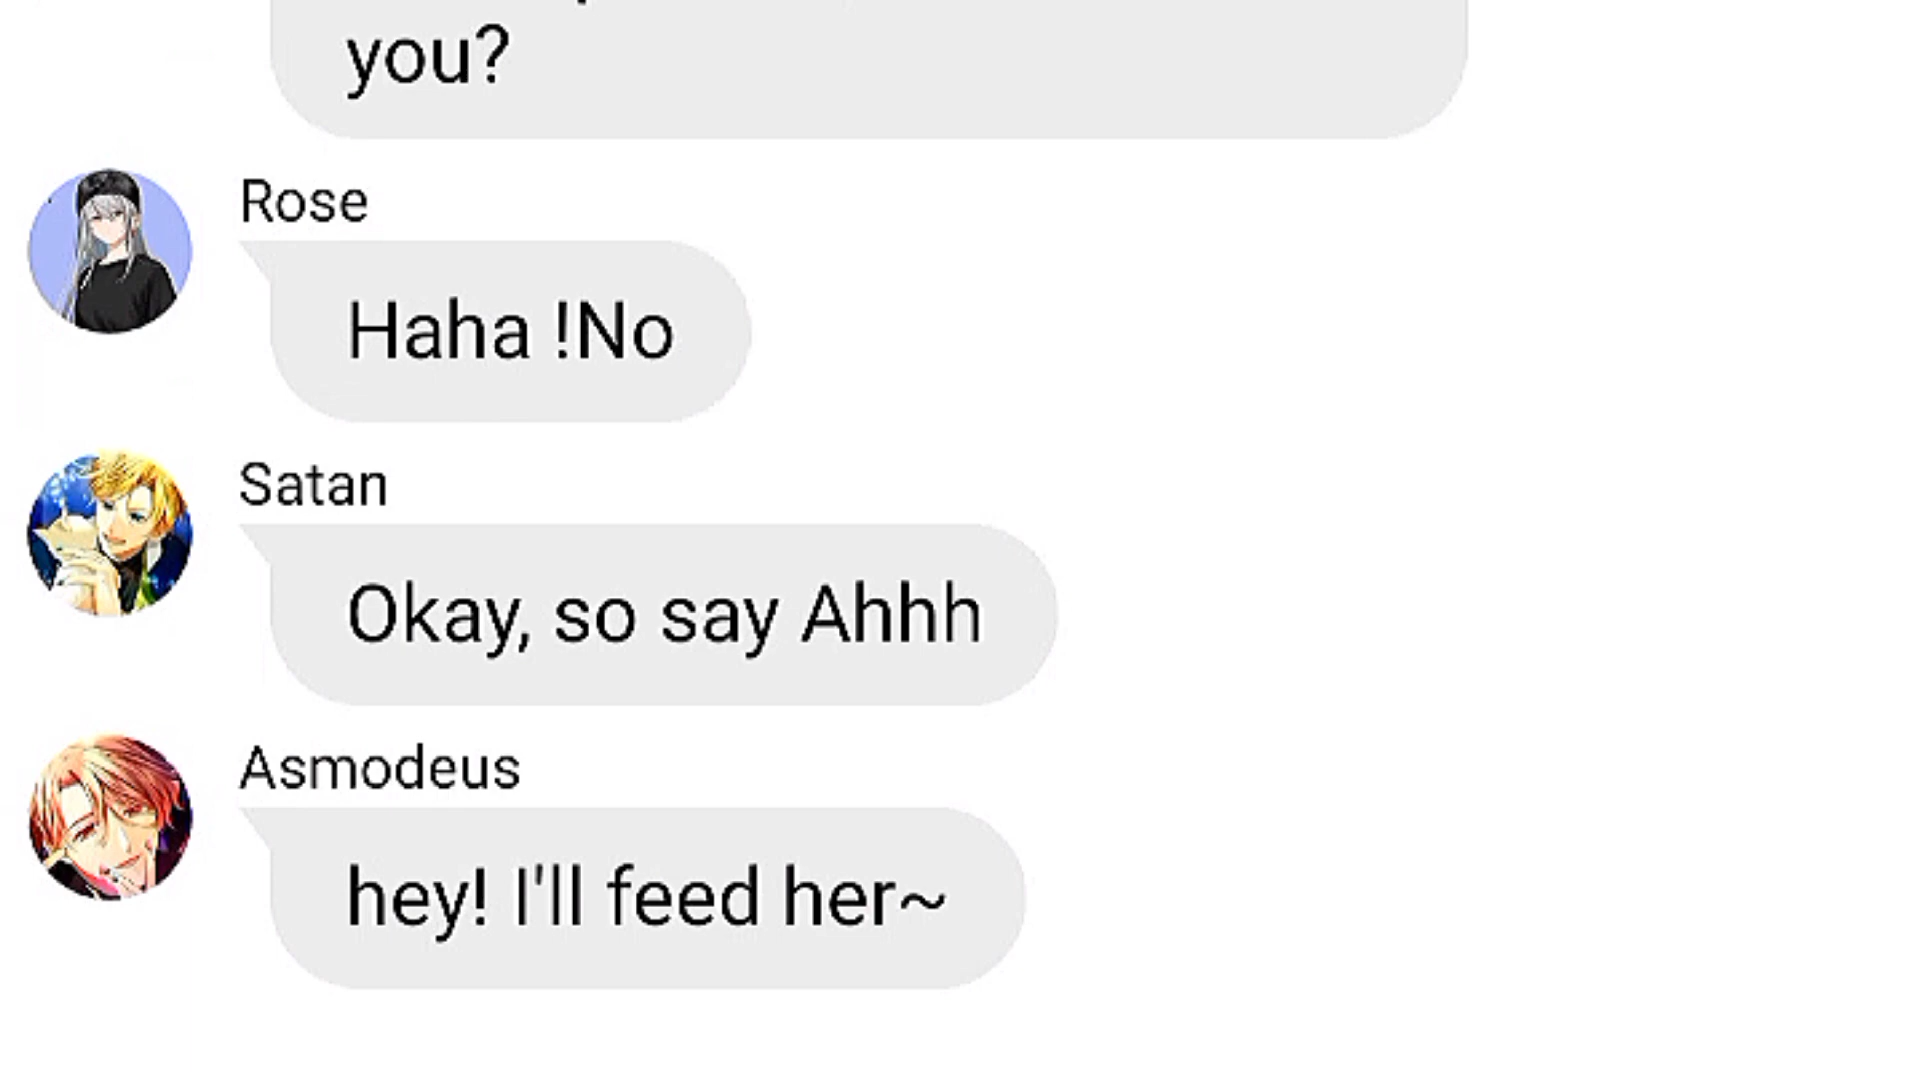 you?
Rose
Haha !No
Satan
Okay, so say Ahhh
Asmodeus
hey! I'll feed her~